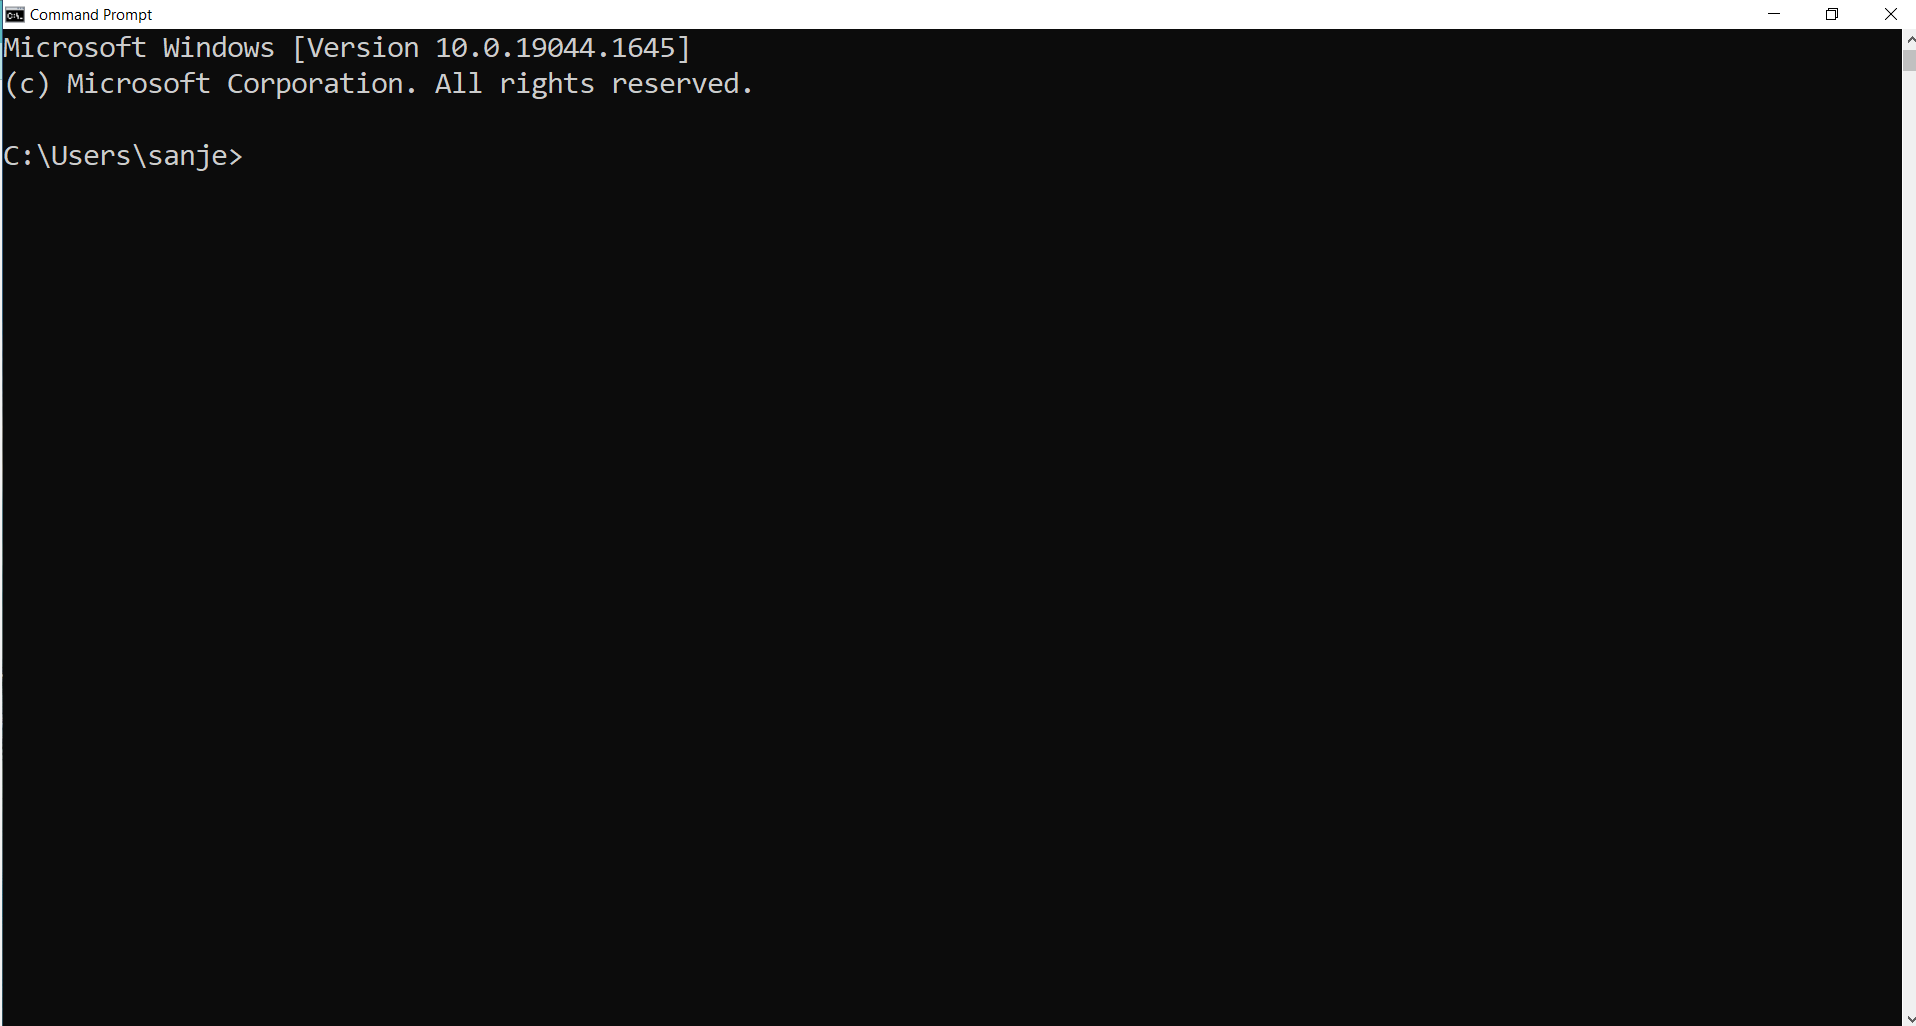 Command Prompt
Microsoft Windows [Version 10.0.19044.1645]
(c) Microsoft Corporation. All rights reserved.
C:\Users\sanje>